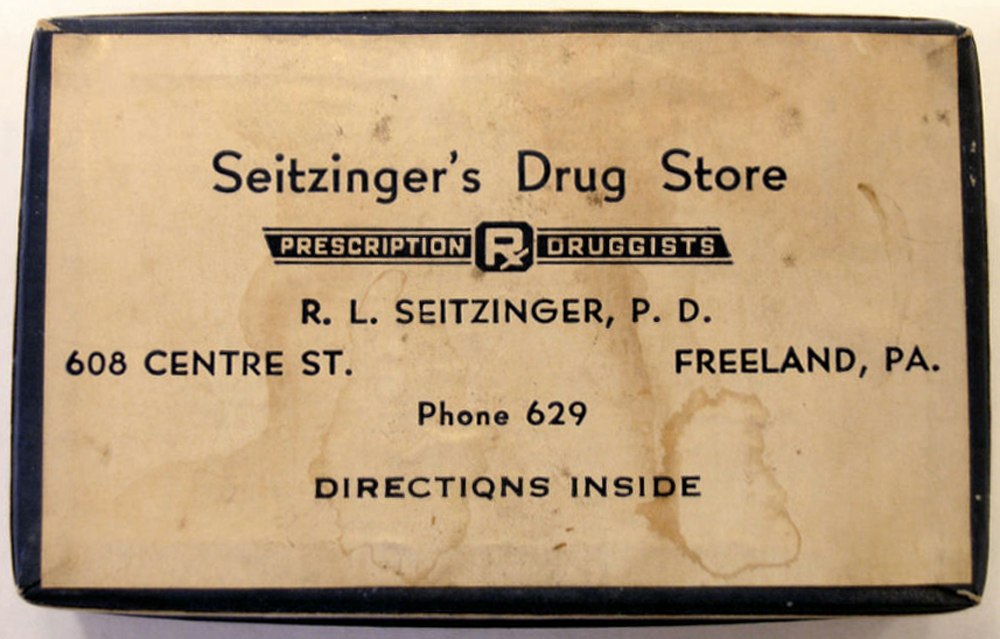 Seitzinger's Drug Store
PRESCRIPTION Rx DRUGGISTS
R. L. SEITZINGER, P. D.
608 CENTRE ST. FREELAND, PA.
Phone 629
DIRECTIONS INSIDE